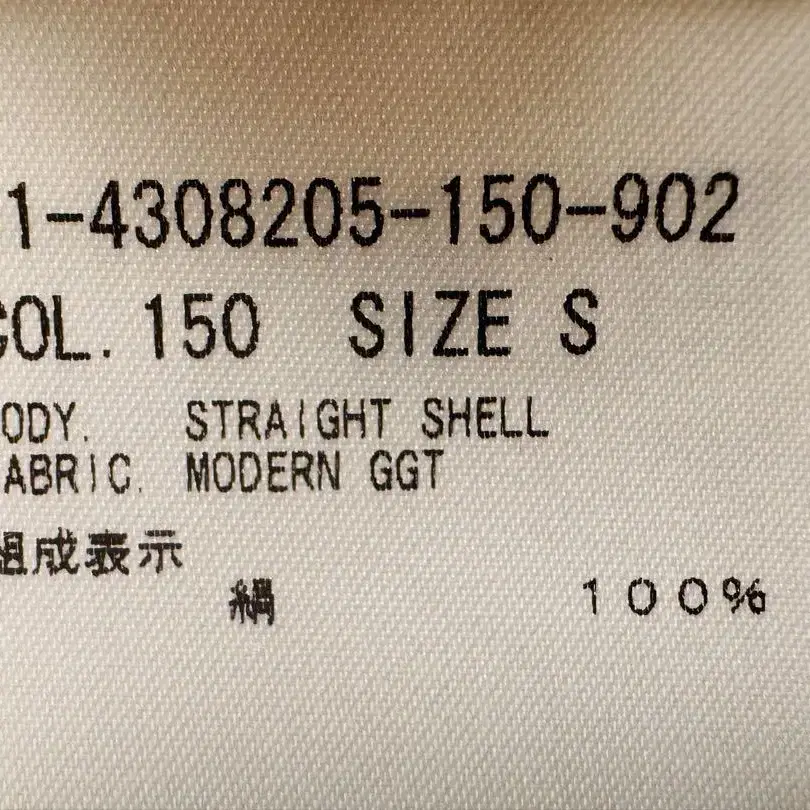 1-4308205-150-902
COL. 150 SIZE S
ODY. STRAIGHT SHELL
ABRIC. MODERN GGT
組成表示
絹 100%